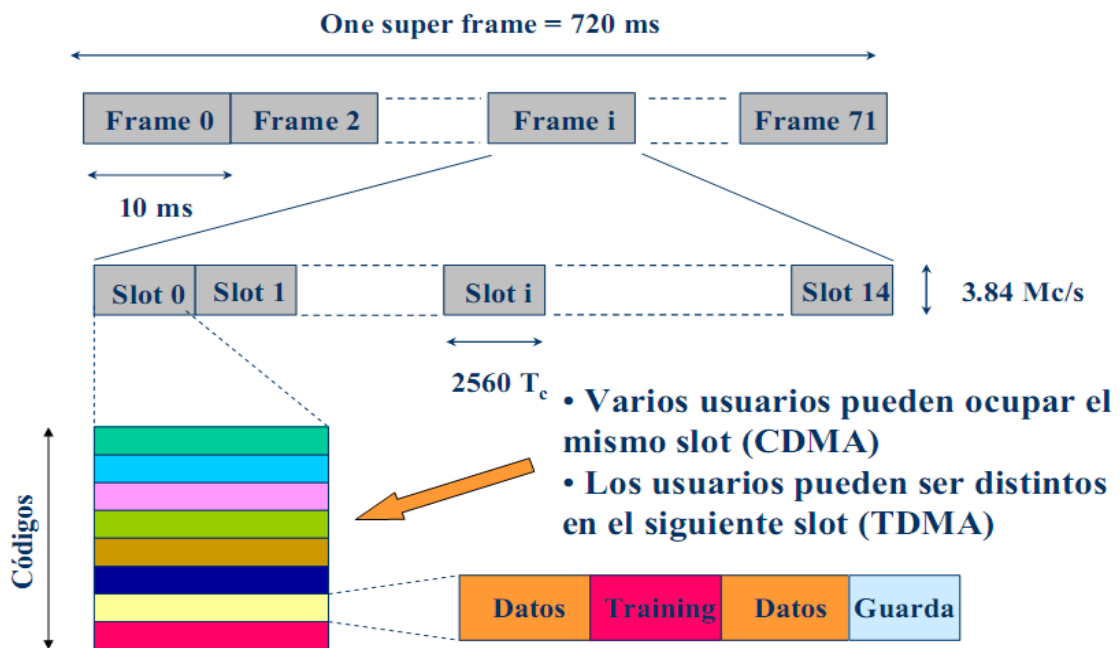 One super frame = 720 ms
Frame 0
Frame 2
Frame i
Frame 71
10 ms
Slot 0
Slot 1
Slot i
Slot 14
3.84 Mc/s
2560 Tc
• Varios usuarios pueden ocupar el
mismo slot (CDMA)
• Los usuarios pueden ser distintos
en el siguiente slot (TDMA)
Códigos
Datos
Training
Datos
Guarda